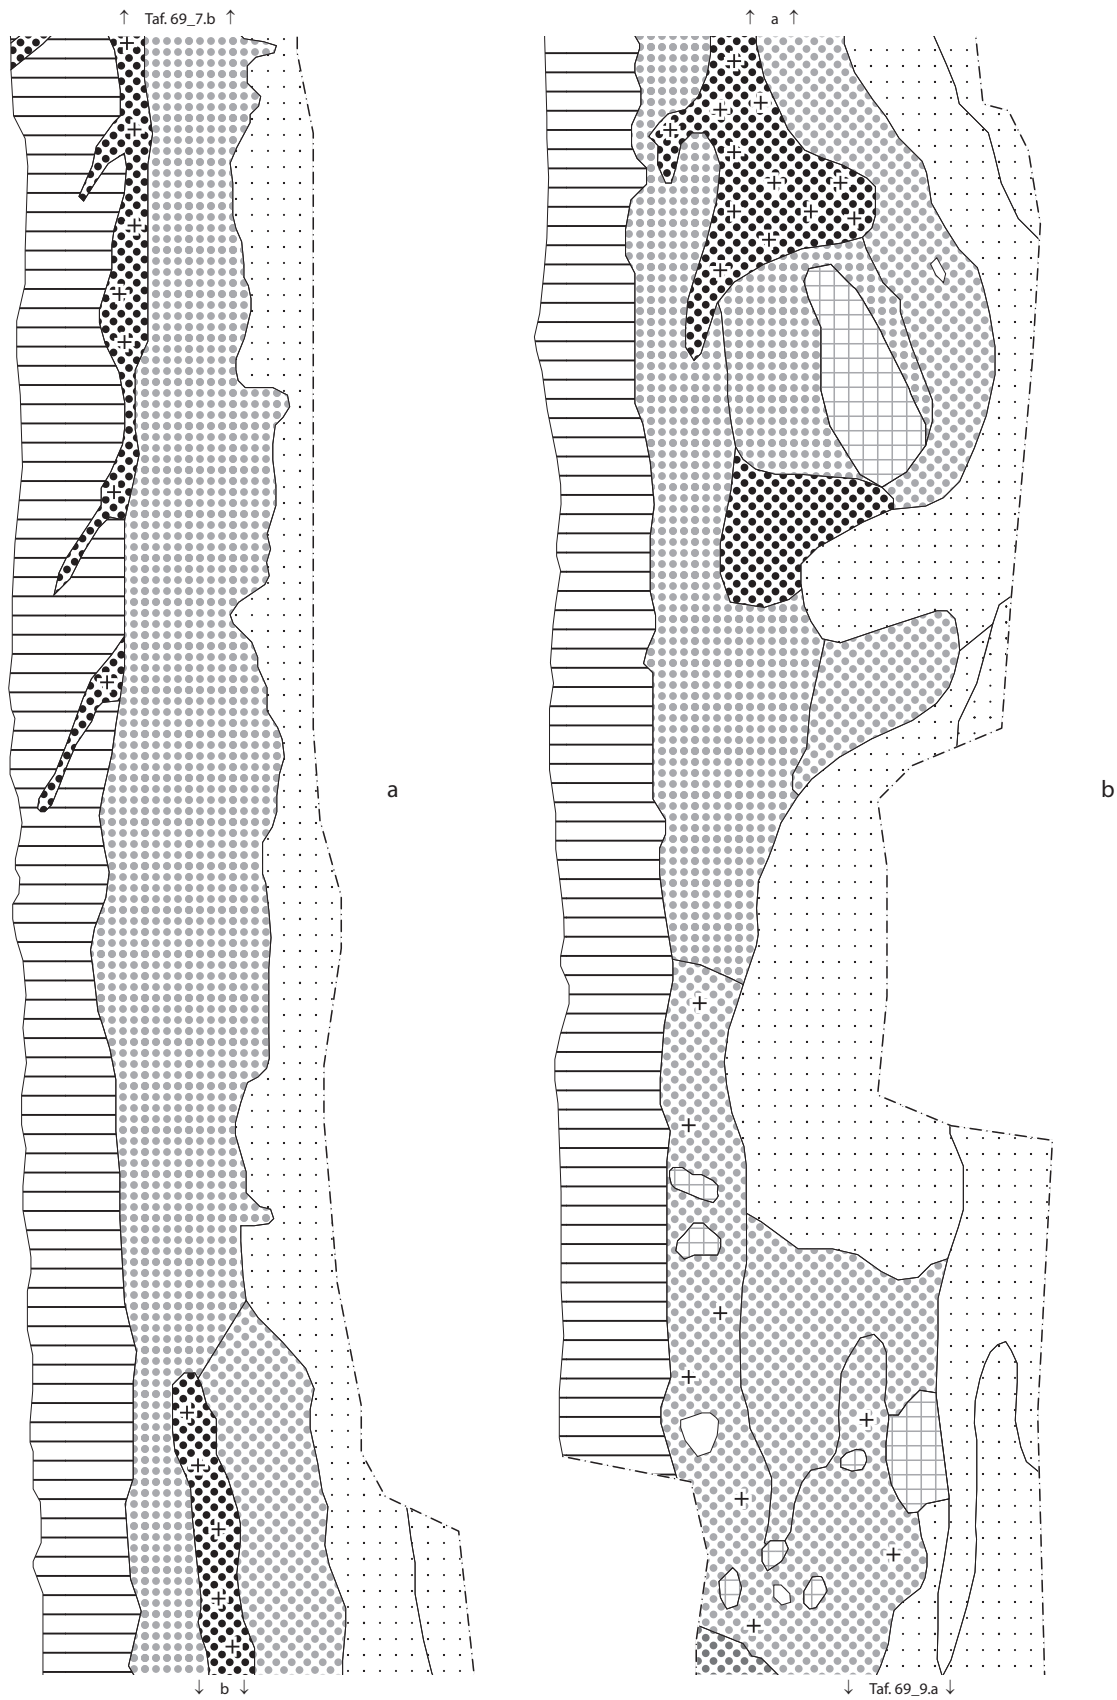 ↑ Taf. 69_7.b ↑
↑ a ↑
a
b
↓ b ↓
↓ Taf. 69_9.a ↓